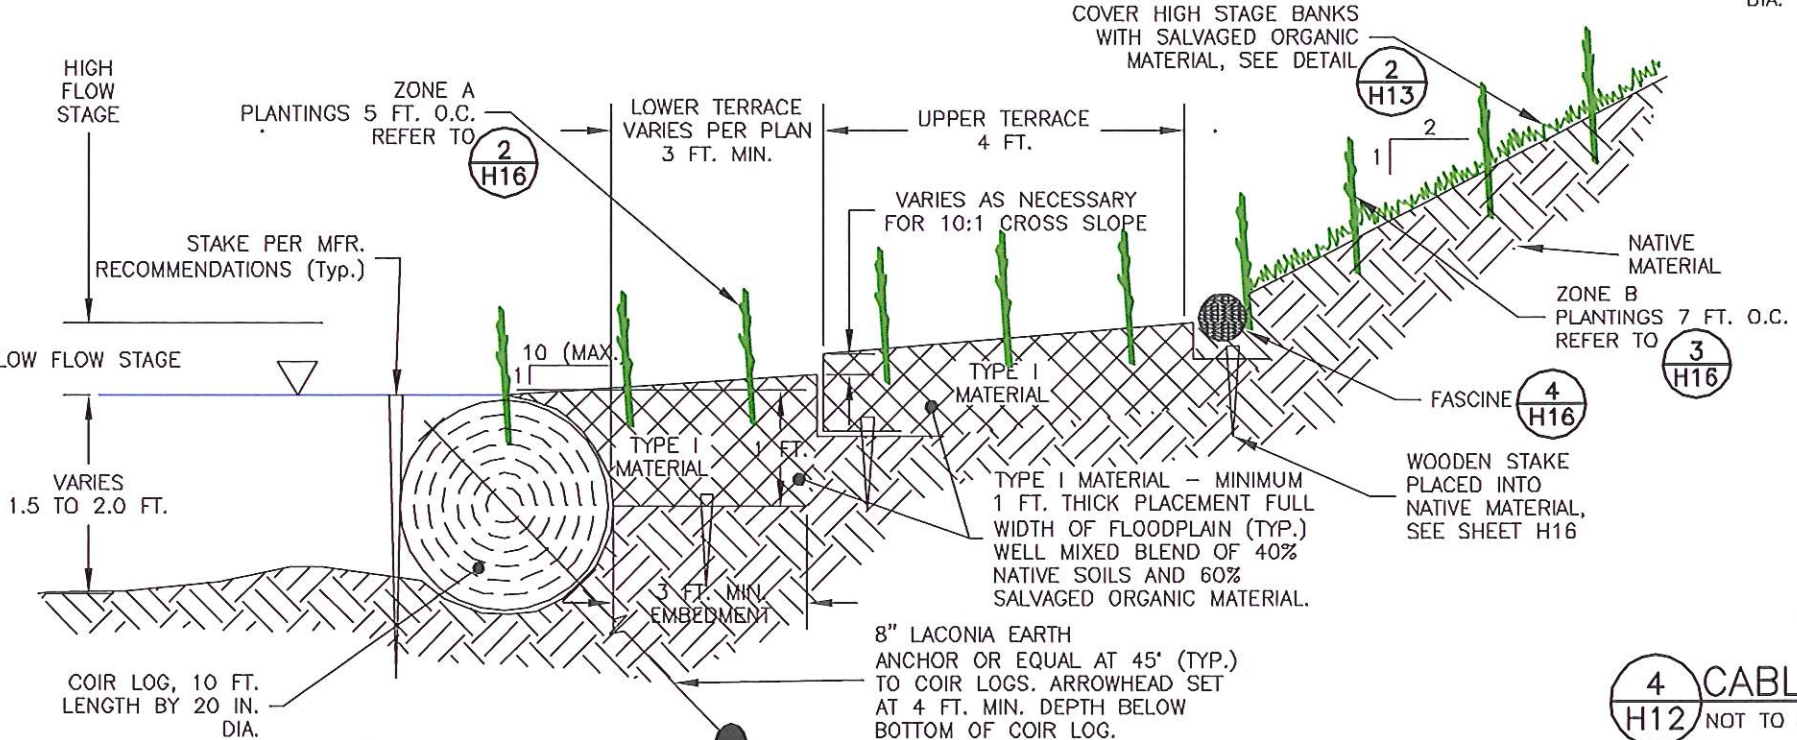 DIA.
COVER HIGH STAGE BANKS
WITH SALVAGED ORGANIC
MATERIAL, SEE DETAIL
2
H13
HIGH
FLOW
STAGE
ZONE A
PLANTINGS 5 FT. O.C.
REFER TO
2
H16
LOWER TERRACE
VARIES PER PLAN
3 FT. MIN.
UPPER TERRACE
4 FT.
2
1
VARIES AS NECESSARY
FOR 10:1 CROSS SLOPE
STAKE PER MFR.
RECOMMENDATIONS (Typ.)
NATIVE
MATERIAL
ZONE B
PLANTINGS 7 FT. O.C.
REFER TO
3
H16
LOW FLOW STAGE
10 (MAX.
1
TYPE I
MATERIAL
FASCINE
4
H16
TYPE I
MATERIAL
1 FT.
VARIES
1.5 TO 2.0 FT.
WOODEN STAKE
PLACED INTO
NATIVE MATERIAL,
SEE SHEET H16
TYPE I MATERIAL – MINIMUM
1 FT. THICK PLACEMENT FULL
WIDTH OF FLOODPLAIN (TYP.)
WELL MIXED BLEND OF 40%
NATIVE SOILS AND 60%
SALVAGED ORGANIC MATERIAL.
3 FT. MIN.
EMBEDMENT
8" LACONIA EARTH
ANCHOR OR EQUAL AT 45° (TYP.)
TO COIR LOGS. ARROWHEAD SET
AT 4 FT. MIN. DEPTH BELOW
BOTTOM OF COIR LOG.
COIR LOG, 10 FT.
LENGTH BY 20 IN.
DIA.
4
H12
CABL
NOT TO